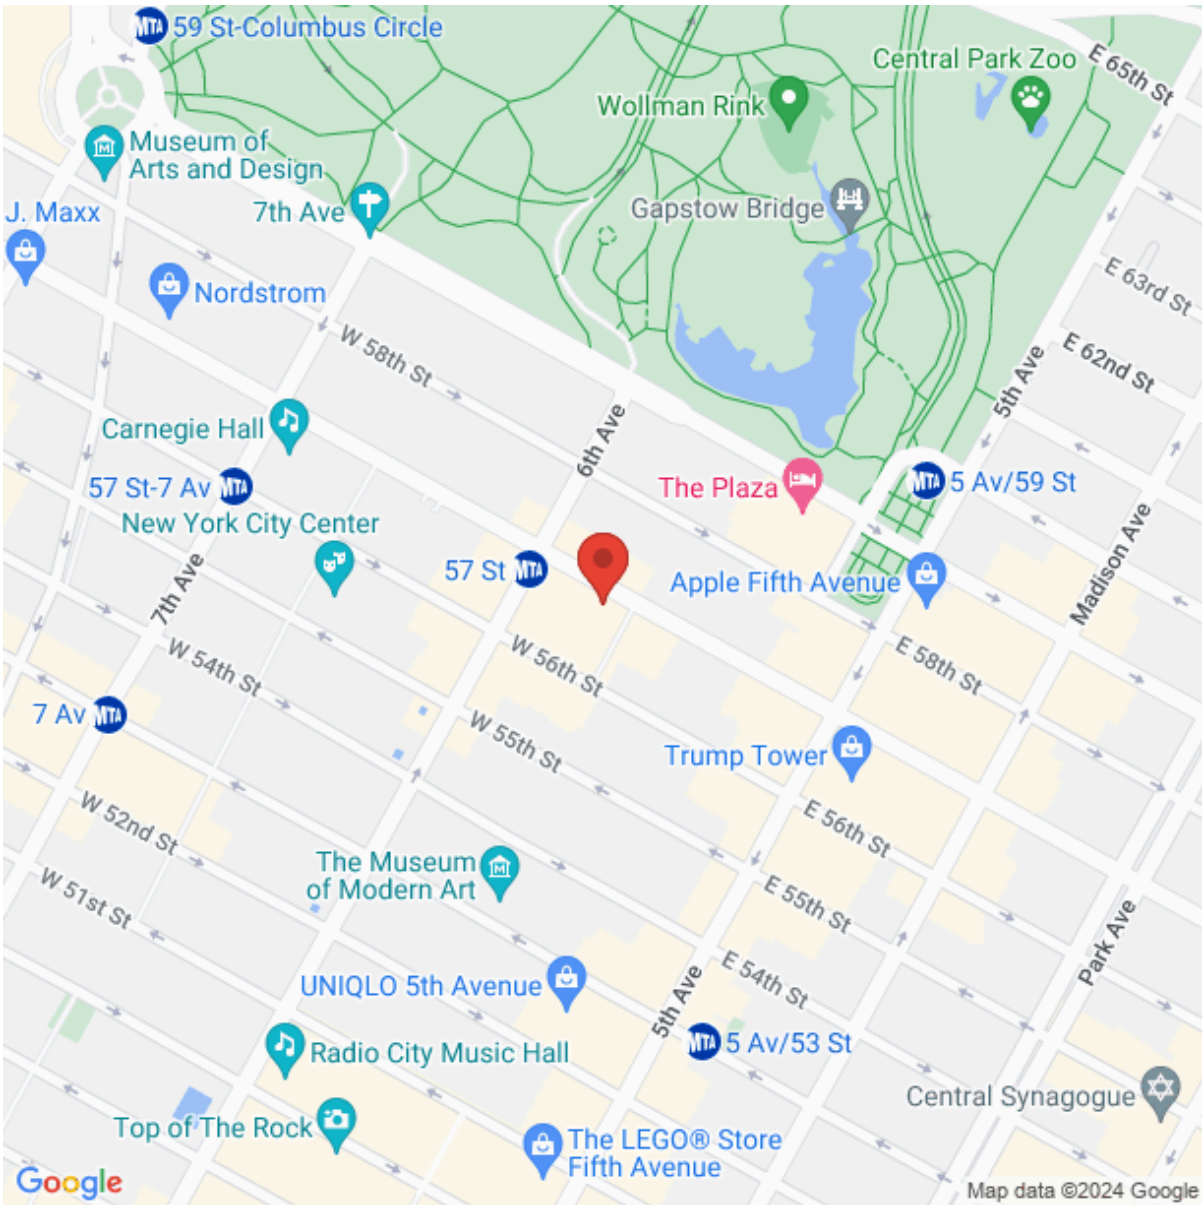 MTA 59 St-Columbus Circle
E 65th St
Central Park Zoo
Wollman Rink
Museum of
Arts and Design
7th Ave
Gapstow Bridge
J. Maxx
E 63rd St
Nordstrom
W 58th St
E 62nd St
5th Ave
6th Ave
Carnegie Hall
57 St-7 Av MTA
The Plaza
MTA 5 Av/59 St
New York City Center
Madison Ave
7th Ave
57 St MTA
Apple Fifth Avenue
W 56th St
E 58th St
W 54th St
7 Av MTA
W 55th St
Trump Tower
W 52nd St
E 56th St
The Museum
of Modern Art
W 51st St
E 55th St
Park Ave
UNIQLO 5th Avenue
E 54th St
5th Ave
MTA 5 Av/53 St
Radio City Music Hall
Central Synagogue
Top of The Rock
The LEGO® Store
Fifth Avenue
Google
Map data ©2024 Google